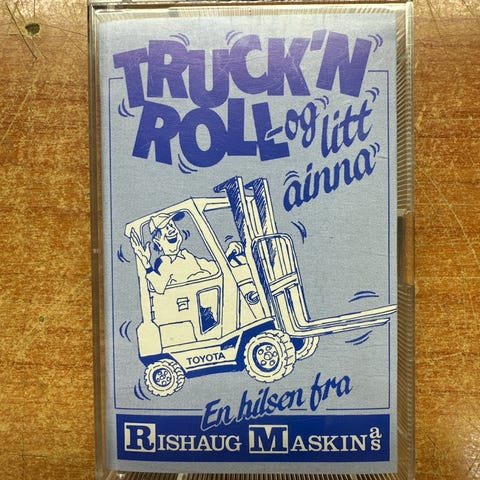 TRUCK'N
ROLL-og litt
ainna
TOYOTA
En hilsen fra
RISHAUG MASKIN as